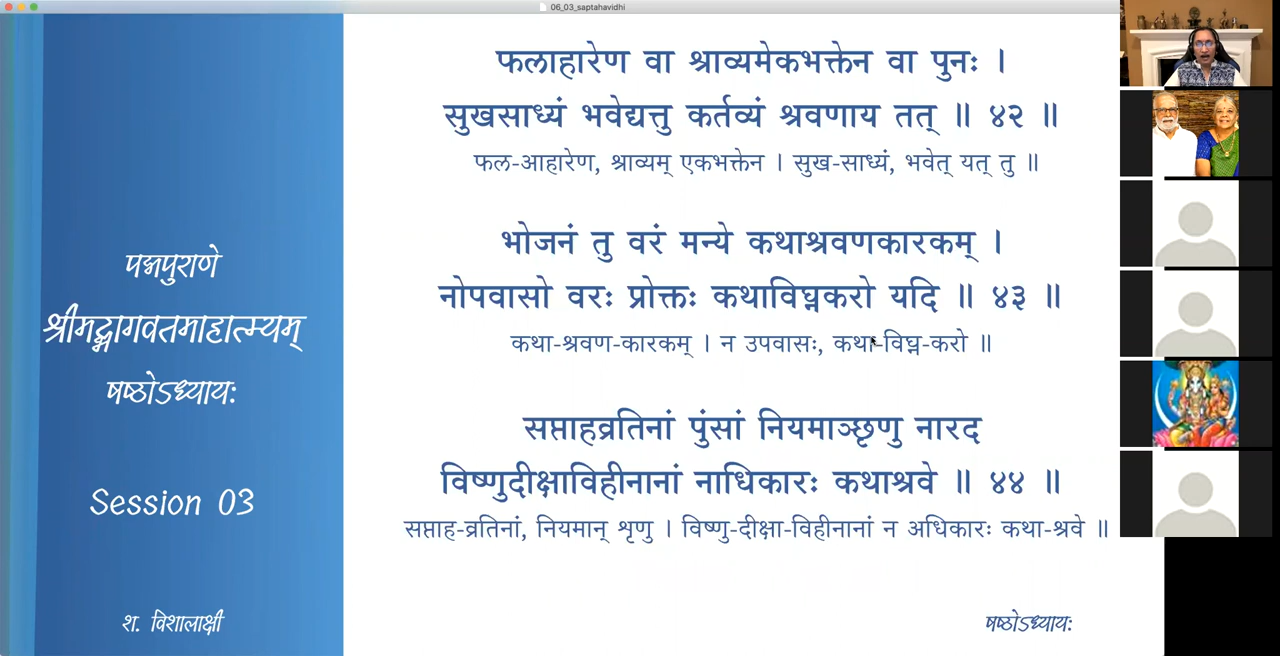 06_03_saptahavidhi
पद्मपुराणे
श्रीमद्भागवतमाहात्म्यम्
षष्ठोऽध्यायः
Session 03
श. विशालाक्षी
फलाहारेण वा श्राव्यमेकभक्तेन वा पुनः ।
सुखसाध्यं भवेद्यत्तु कर्तव्यं श्रवणाय तत् ॥ ४२ ॥
फल-आहारेण, श्राव्यम् एकभक्तेन । सुख-साध्यं, भवेत् यत् तु ॥
भोजनं तु वरं मन्ये कथाश्रवणकारकम् ।
नोपवासो वरः प्रोक्तः कथाविघ्नकरो यदि ॥ ४३ ॥
कथा-श्रवण-कारकम् । न उपवासः, कथा-विघ्न-करो ॥
सप्ताहव्रतिनां पुंसां नियमाञ्छृणु नारद
विष्णुदीक्षाविहीनानां नाधिकारः कथाश्रवे ॥ ४४ ॥
सप्ताह-व्रतिनां, नियमान् शृणु । विष्णु-दीक्षा-विहीनानां न अधिकारः कथा-श्रवे ॥
षष्ठोऽध्यायः